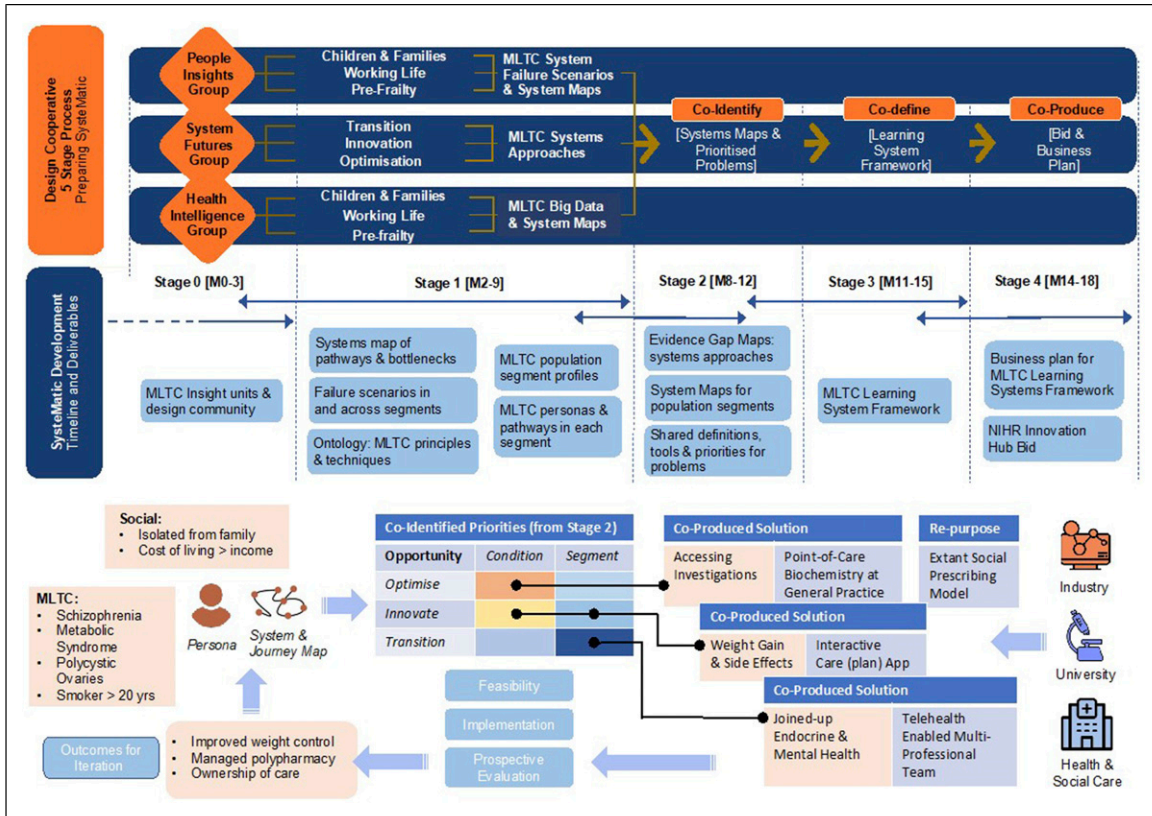 Design Cooperative
5 Stage Process
Preparing SysteMatic
People
Insights
Group
Children & Families
Working Life
Pre-Frailty
MLTC System
Failure Scenarios
& System Maps
System
Futures
Group
Transition
Innovation
Optimisation
MLTC Systems
Approaches
Health
Intelligence
Group
Children & Families
Working Life
Pre-frailty
MLTC Big Data
& System Maps
Co-Identify
[Systems Maps &
Prioritised
Problems]
Co-define
[Learning
System
Framework]
Co-Produce
[Bid &
Business
Plan]
SysteMatic Development
Timeline and Deliverables
Stage 0 [M0-3]
Stage 1 [M2-9]
Stage 2 [M8-12]
Stage 3 [M11-15]
Stage 4 [M14-18]
MLTC Insight units &
design community
Systems map of
pathways & bottlenecks
Failure scenarios in
and across segments
Ontology: MLTC principles
& techniques
MLTC population
segment profiles
MLTC personas &
pathways in each
segment
Evidence Gap Maps:
systems approaches
System Maps for
population segments
Shared definitions,
tools & priorities for
problems
MLTC Learning
System Framework
Business plan for
MLTC Learning
Systems Framework
NIHR Innovation
Hub Bid
Social:
• Isolated from family
• Cost of living > income
MLTC:
• Schizophrenia
• Metabolic
Syndrome
• Polycystic
Ovaries
• Smoker > 20 yrs
Persona
System &
Journey Map
Co-Identified Priorities (from Stage 2)
Opportunity Condition Segment
Optimise
Innovate
Transition
Co-Produced Solution
Accessing
Investigations
Point-of-Care
Biochemistry at
General Practice
Re-purpose
Extant Social
Prescribing
Model
Co-Produced Solution
Weight Gain
& Side Effects
Interactive
Care (plan) App
Co-Produced Solution
Joined-up
Endocrine &
Mental Health
Telehealth
Enabled Multi-
Professional
Team
Industry
University
Health &
Social Care
Feasibility
Implementation
Prospective
Evaluation
Outcomes for
Iteration
• Improved weight control
• Managed polypharmacy
• Ownership of care